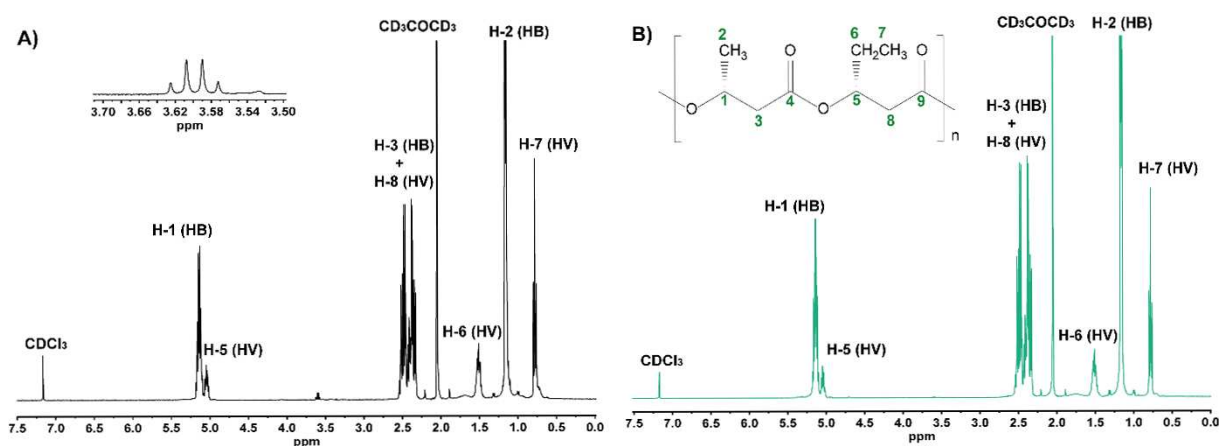 A)
3.70 3.66 3.62 3.58 3.54 3.50
ppm
CD₃COCD₃
H-2 (HB)
H-3 (HB)
+
H-8 (HV)
H-7 (HV)
H-1 (HB)
H-6 (HV)
H-5 (HV)
CDCl₃
7.5 7.0 6.5 6.0 5.5 5.0 4.5 4.0 3.5 3.0 2.5 2.0 1.5 1.0 0.5 0.0
ppm
B)
2 6 7
CH₃ O CH₂CH₃ O
O 1 3 4 O 5 8 9 n
CD₃COCD₃
H-2 (HB)
H-3 (HB)
+
H-8 (HV)
H-7 (HV)
H-1 (HB)
H-6 (HV)
H-5 (HV)
CDCl₃
7.5 7.0 6.5 6.0 5.5 5.0 4.5 4.0 3.5 3.0 2.5 2.0 1.5 1.0 0.5 0.0
ppm